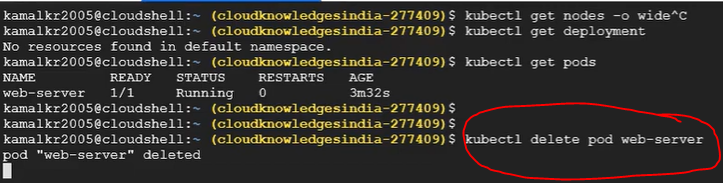 kamalkr2005@cloudshell:~ (cloudknowledgesindia-277409)$ kubectl get nodes -o wide^C
kamalkr2005@cloudshell:~ (cloudknowledgesindia-277409)$ kubectl get deployment
No resources found in default namespace.
kamalkr2005@cloudshell:~ (cloudknowledgesindia-277409)$ kubectl get pods
NAME READY STATUS RESTARTS AGE
web-server 1/1 Running 0 3m32s
kamalkr2005@cloudshell:~ (cloudknowledgesindia-277409)$
kamalkr2005@cloudshell:~ (cloudknowledgesindia-277409)$
kamalkr2005@cloudshell:~ (cloudknowledgesindia-277409)$ kubectl delete pod web-server
pod "web-server" deleted